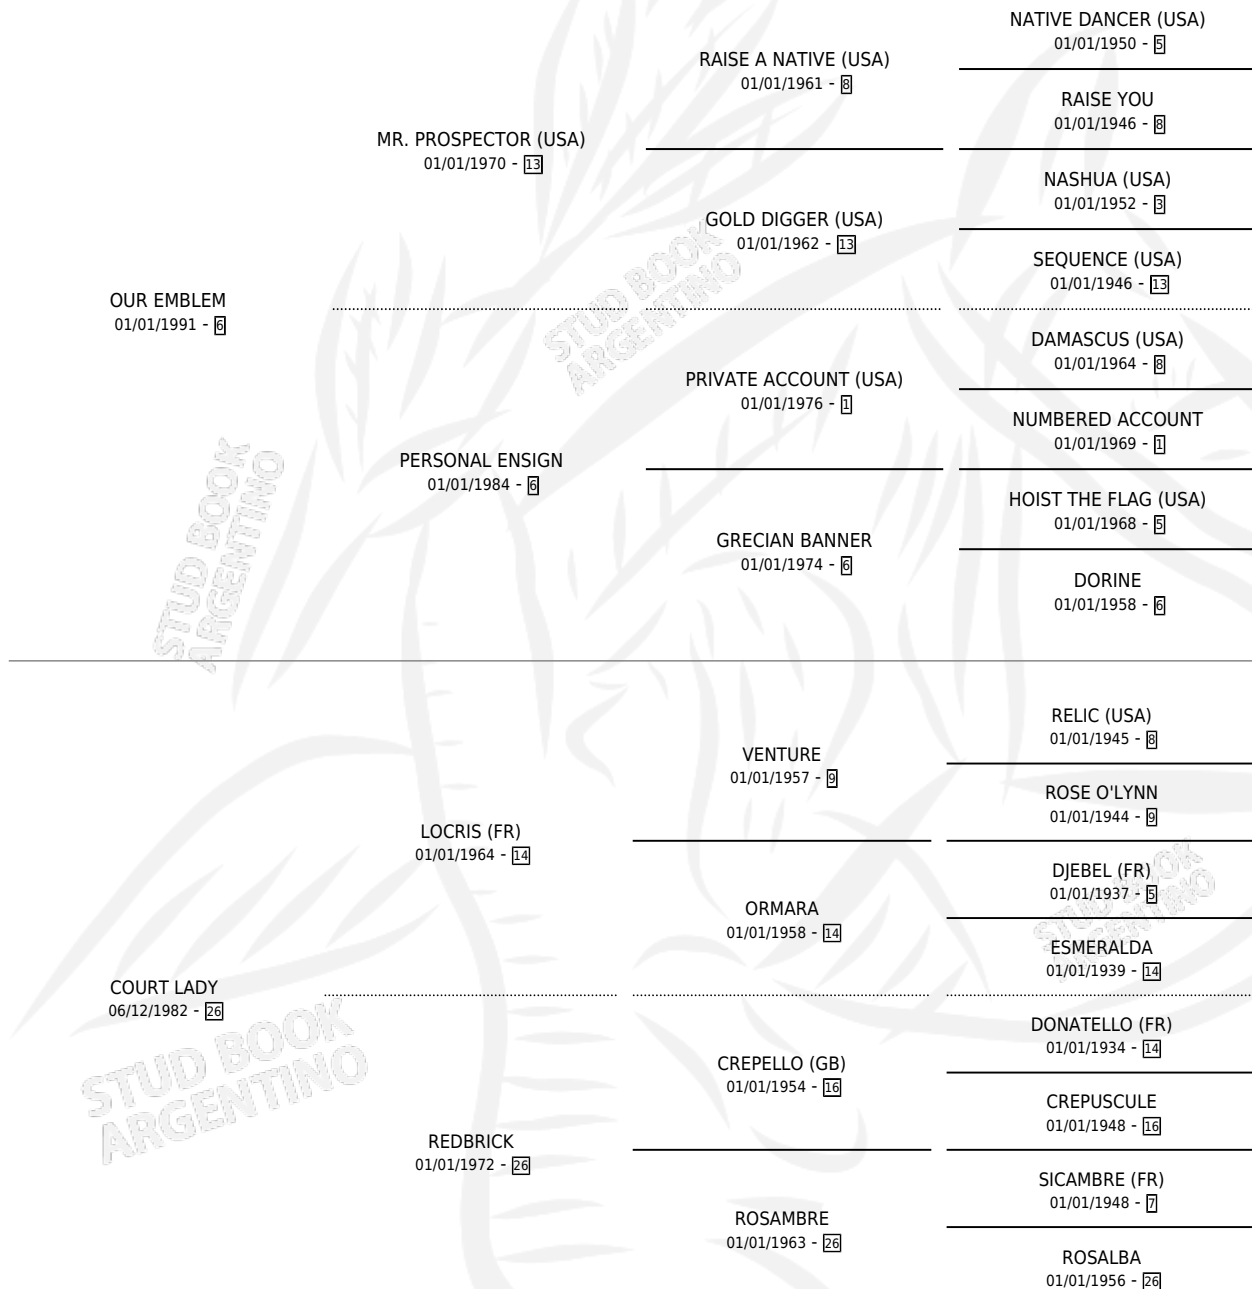 NATIVE DANCER (USA)
01/01/1950 - 5
RAISE A NATIVE (USA)
01/01/1961 - 8
RAISE YOU
01/01/1946 - 8
MR. PROSPECTOR (USA)
01/01/1970 - 13
NASHUA (USA)
01/01/1952 - 3
GOLD DIGGER (USA)
01/01/1962 - 13
SEQUENCE (USA)
01/01/1946 - 13
OUR EMBLEM
01/01/1991 - 6
DAMASCUS (USA)
01/01/1964 - 8
PRIVATE ACCOUNT (USA)
01/01/1976 - 1
NUMBERED ACCOUNT
01/01/1969 - 1
PERSONAL ENSIGN
01/01/1984 - 6
HOIST THE FLAG (USA)
01/01/1968 - 5
GRECIAN BANNER
01/01/1974 - 6
DORINE
01/01/1958 - 6
RELIC (USA)
01/01/1945 - 8
VENTURE
01/01/1957 - 9
ROSE O'LYNN
01/01/1944 - 9
LOCRIS (FR)
01/01/1964 - 14
DJEBEL (FR)
01/01/1937 - 5
ORMARA
01/01/1958 - 14
ESMERALDA
01/01/1939 - 14
COURT LADY
06/12/1982 - 26
DONATELLO (FR)
01/01/1934 - 14
CREPELLO (GB)
01/01/1954 - 16
CREPUSCULE
01/01/1948 - 16
REDBRICK
01/01/1972 - 26
SICAMBRE (FR)
01/01/1948 - 7
ROSAMBRE
01/01/1963 - 26
ROSALBA
01/01/1956 - 26
STUD BOOK
ARGENTINO
STUD BOOK
ARGENTINO
STUD BOOK
ARGENTINO
STUD BOOK
ARGENTINO